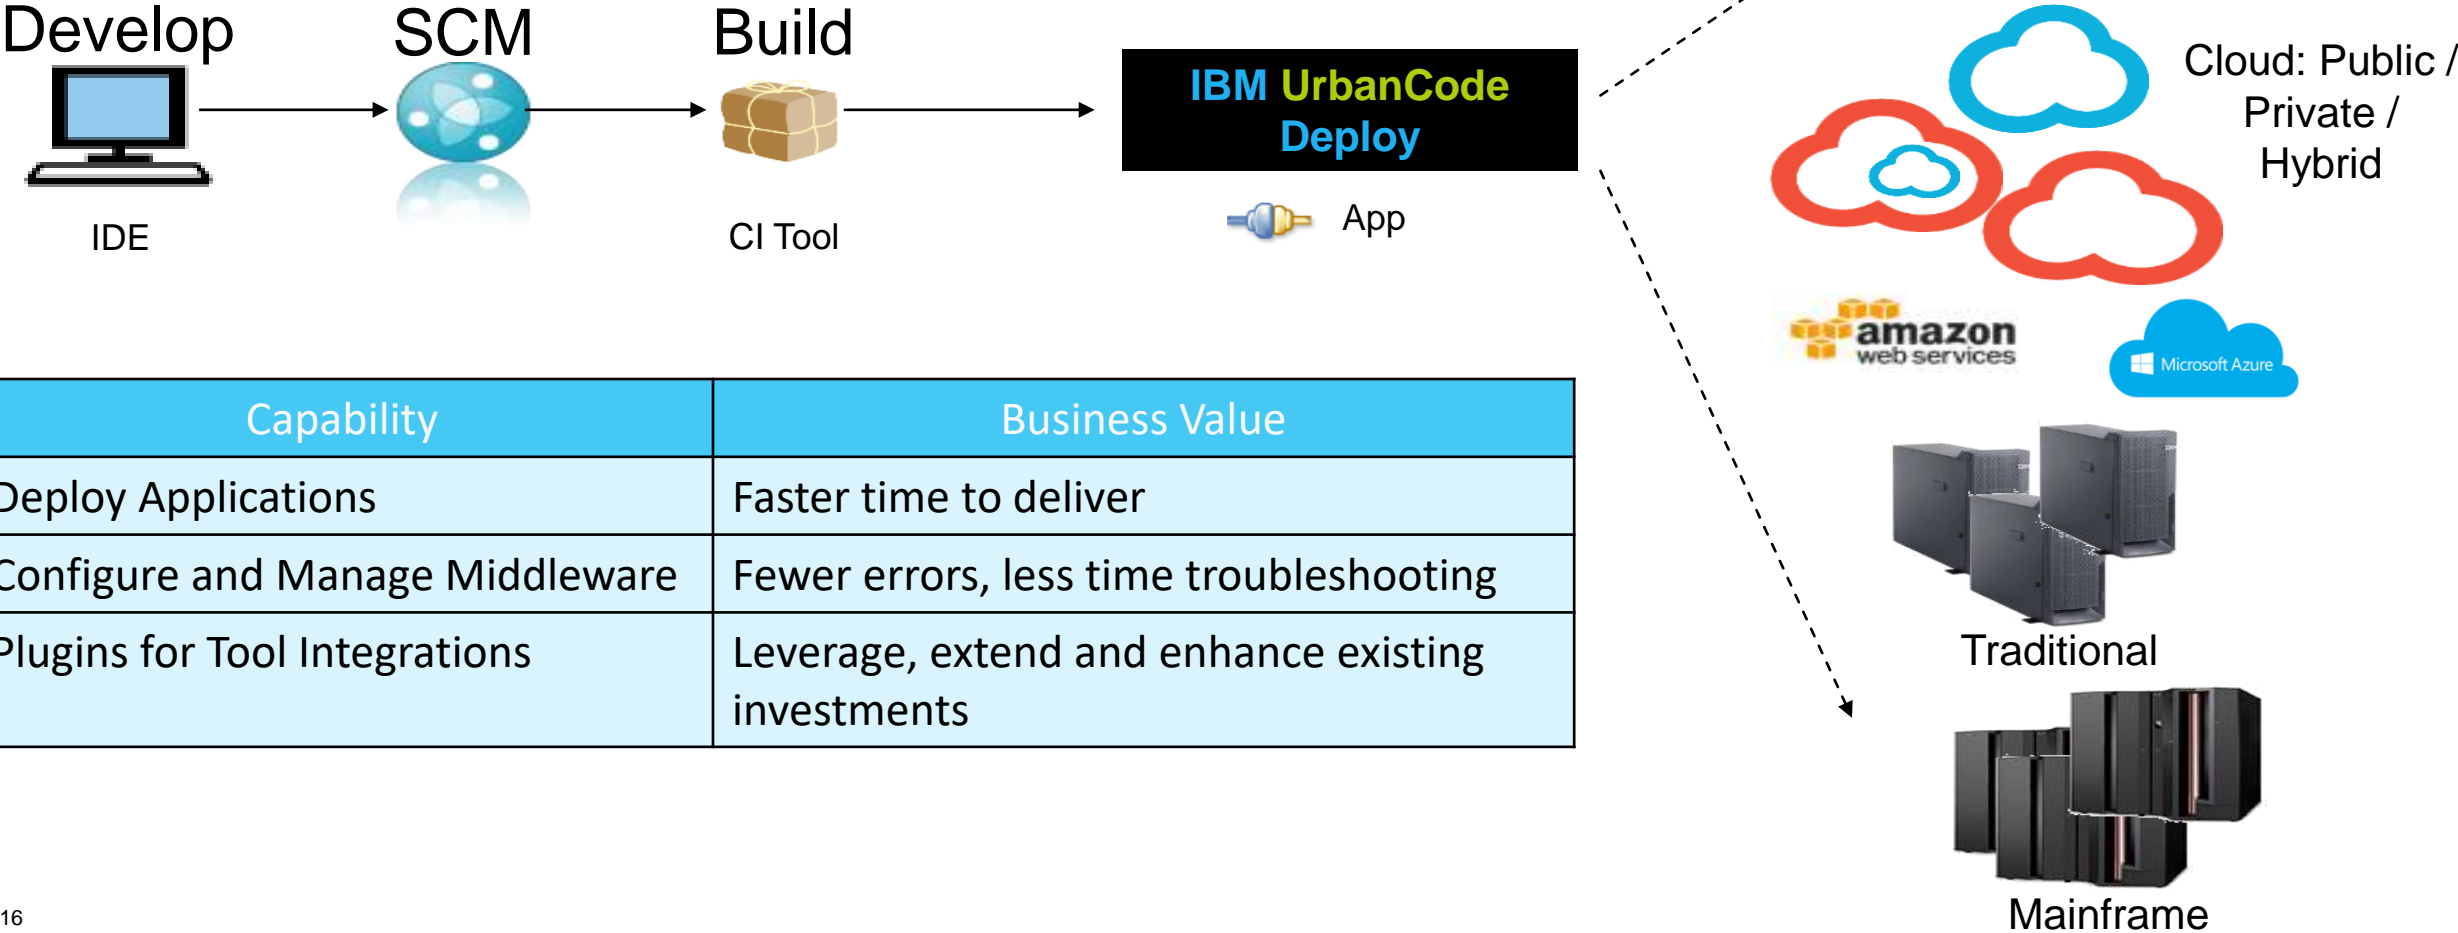 Develop
SCM
Build
IBM UrbanCode
Deploy
IDE
CI Tool
App
Cloud: Public /
Private /
Hybrid
amazon
web services
Microsoft Azure
Capability
Business Value
Deploy Applications
Faster time to deliver
Configure and Manage Middleware
Fewer errors, less time troubleshooting
Plugins for Tool Integrations
Leverage, extend and enhance existing
investments
Traditional
Mainframe
16